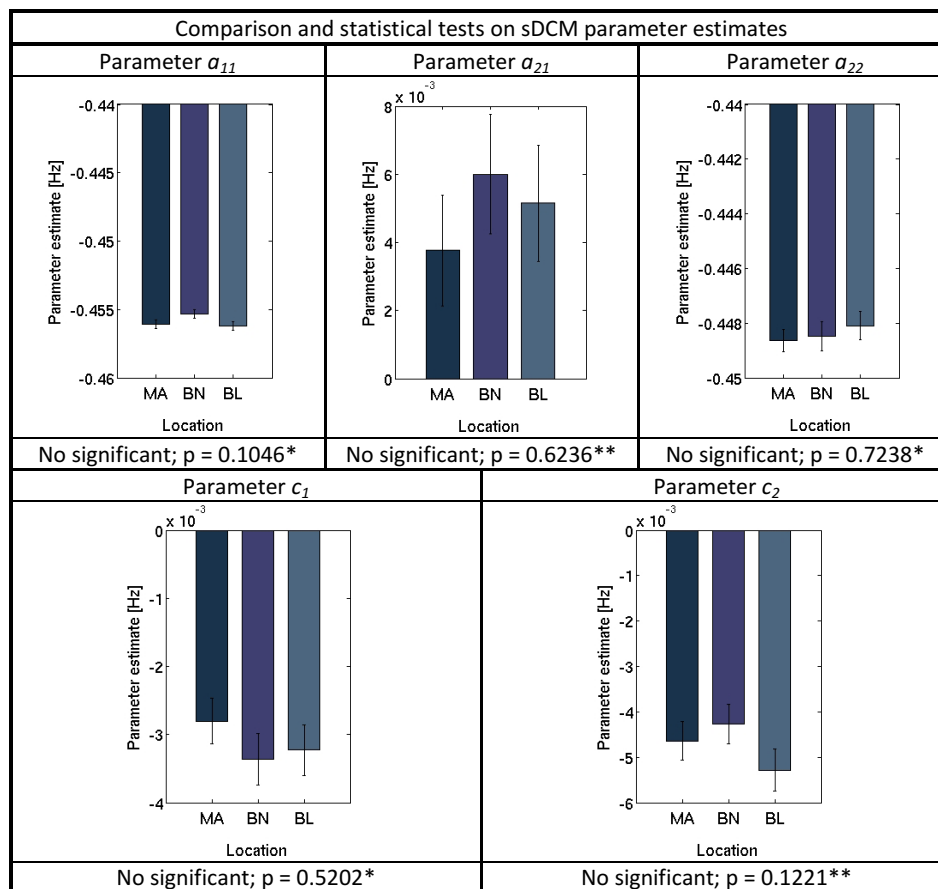 Comparison and statistical tests on sDCM parameter estimates
Parameter a11
Parameter a21
Parameter a22
-0.44
-0.445
-0.45
-0.455
-0.46
Parameter estimate [Hz]
MA BN BL
Location
x 10-3
8
6
4
2
0
Parameter estimate [Hz]
MA BN BL
Location
-0.44
-0.442
-0.444
-0.446
-0.448
-0.45
Parameter estimate [Hz]
MA BN BL
Location
No significant; p = 0.1046*
No significant; p = 0.6236**
No significant; p = 0.7238*
Parameter c1
Parameter c2
x 10-3
0
-1
-2
-3
-4
Parameter estimate [Hz]
MA BN BL
Location
x 10-3
0
-1
-2
-3
-4
-5
-6
Parameter estimate [Hz]
MA BN BL
Location
No significant; p = 0.5202*
No significant; p = 0.1221**